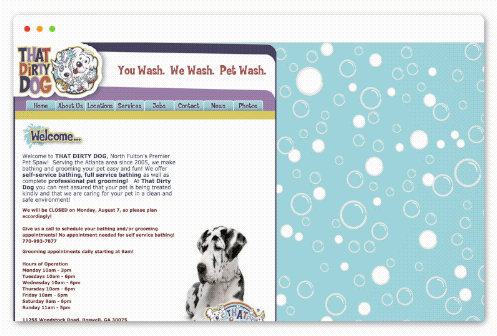 THAT
DIRTY
DOG
You Wash. We Wash. Pet Wash.
Home About Us Locations Services Jobs Contact News Photos
Welcome...
Welcome to THAT DIRTY DOG, North Fulton's Premier
Pet Spaw! Serving the Atlanta area since 2005, we make
bathing and grooming your pet easy and fun! We offer
self-service bathing, full service bathing as well as
complete professional pet grooming! At That Dirty
Dog you can rest assured that your pet is being treated
kindly and that we are caring for your pet in a clean and
safe environment!
We will be CLOSED on Monday, August 7, so please plan
accordingly!
Give us a call to schedule your bathing and/or grooming
appointments! No appointment needed for self service bathing!
770-993-7877
Grooming appointments daily starting at 9am!
Hours of Operation
Monday 10am - 3pm
Tuesdays 10am - 6pm
Wednesday 10am - 6pm
Thursday 10am - 6pm
Friday 10am - 5pm
Saturday 9am - 6pm
Sunday 11am - 5pm
11255 Woodstock Road, Roswell, GA 30075
THAT